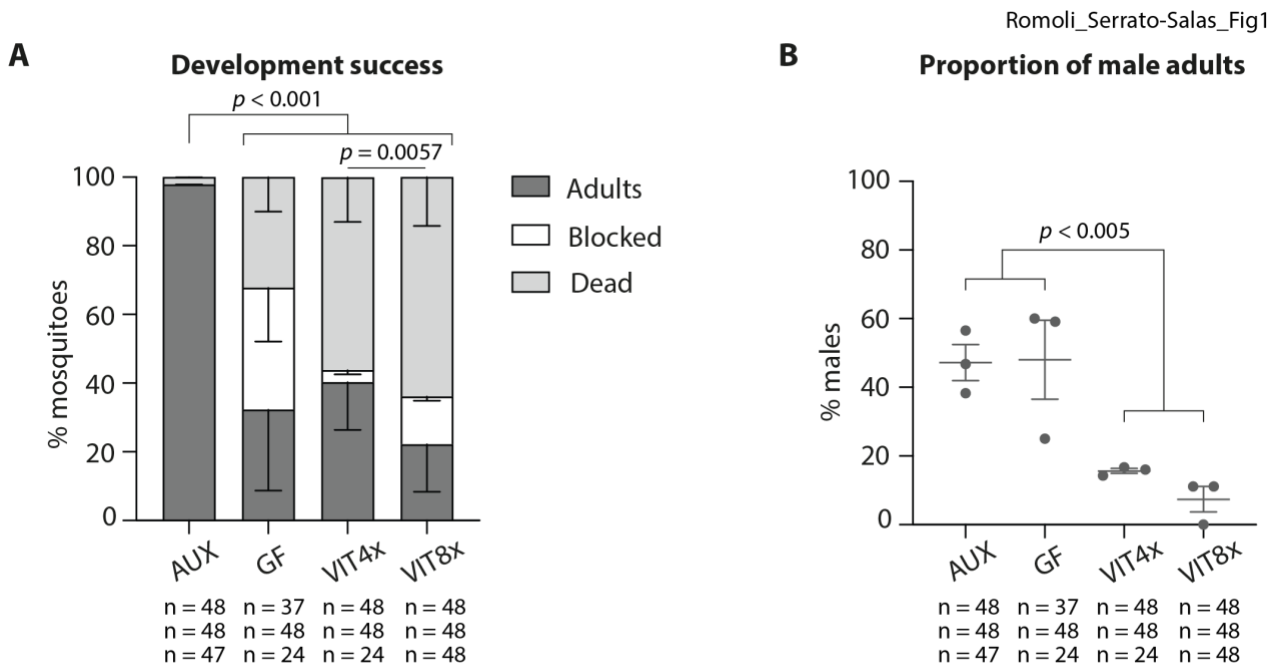 Romoli_Serrato-Salas_Fig1
A
Development success
p < 0.001
p = 0.0057
100
80
60
40
20
0
% mosquitoes
Adults
Blocked
Dead
AUX GF VIT4x VIT8x
n = 48 n = 37 n = 48 n = 48
n = 48 n = 48 n = 48 n = 48
n = 47 n = 24 n = 24 n = 48
B
Proportion of male adults
p < 0.005
100
80
60
40
20
0
% males
AUX GF VIT4x VIT8x
n = 48 n = 37 n = 48 n = 48
n = 48 n = 48 n = 48 n = 48
n = 47 n = 24 n = 24 n = 48